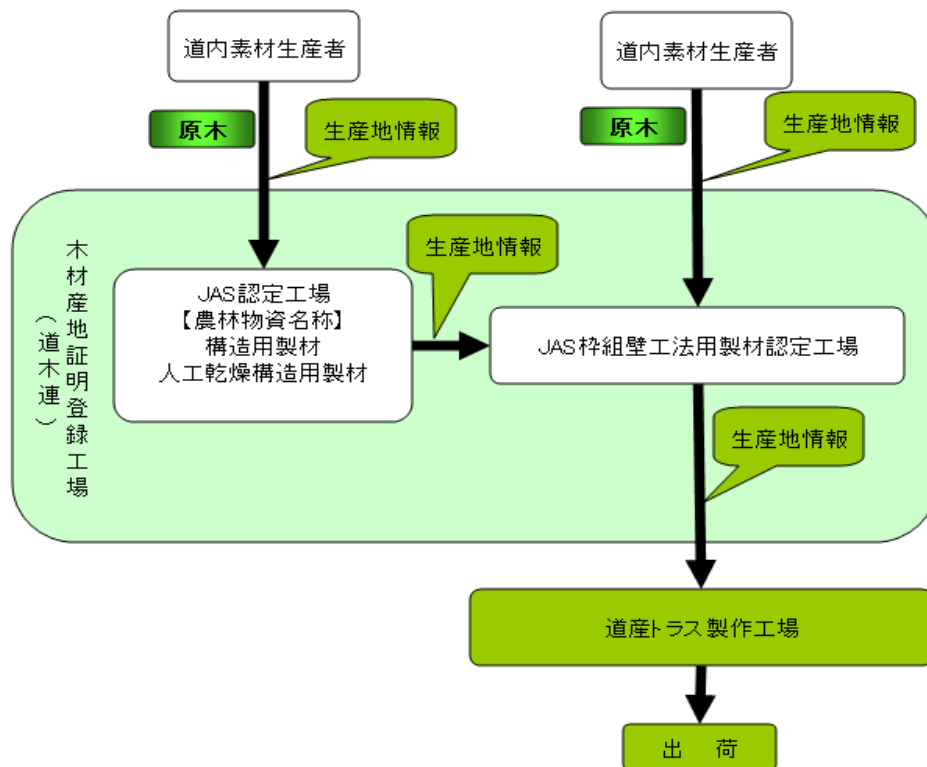 道内素材生産者
道内素材生産者
原木
生産地情報
原木
生産地情報
木材産地証明登録工場
（道木連）
生産地情報
JAS認定工場
【農林物資名称】
構造用製材
人工乾燥構造用製材
JAS枠組壁工法用製材認定工場
生産地情報
道産トラス製作工場
出　荷